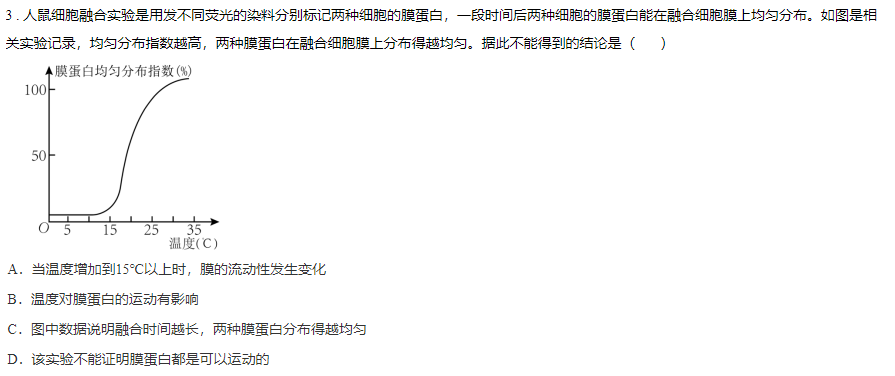 3．人鼠细胞融合实验是用发不同荧光的染料分别标记两种细胞的膜蛋白，一段时间后两种细胞的膜蛋白能在融合细胞膜上均匀分布。如图是相
关实验记录，均匀分布指数越高，两种膜蛋白在融合细胞膜上分布得越均匀。据此不能得到的结论是（　　）
膜蛋白均匀分布指数(%)
100
50
O 5 15 25 35
温度(C)
A．当温度增加到15℃以上时，膜的流动性发生变化
B．温度对膜蛋白的运动有影响
C．图中数据说明融合时间越长，两种膜蛋白分布得越均匀
D．该实验不能证明膜蛋白都是可以运动的